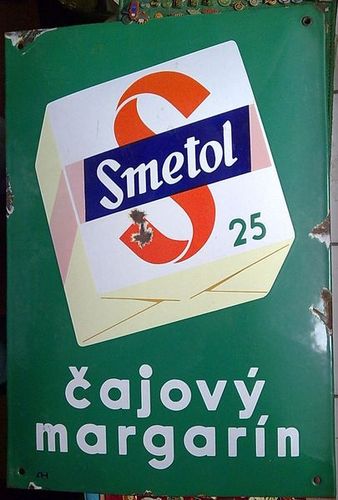 S
Smetol
25
čajový
margarín